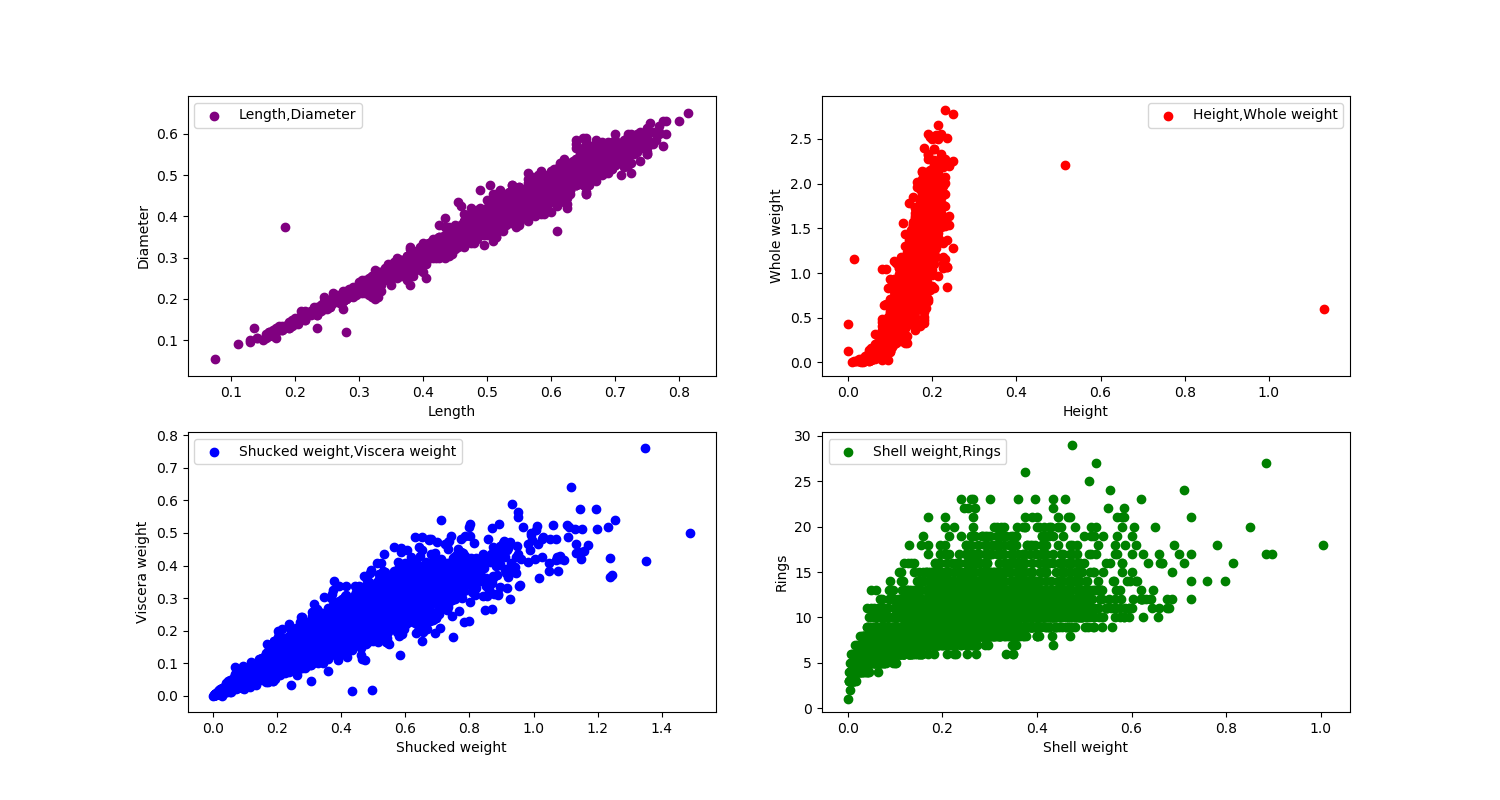 Length,Diameter
Diameter
0.6
0.5
0.4
0.3
0.2
0.1
0.1 0.2 0.3 0.4 0.5 0.6 0.7 0.8
Length
Height,Whole weight
Whole weight
2.5
2.0
1.5
1.0
0.5
0.0
0.0 0.2 0.4 0.6 0.8 1.0
Height
Shucked weight,Viscera weight
Viscera weight
0.8
0.7
0.6
0.5
0.4
0.3
0.2
0.1
0.0
0.0 0.2 0.4 0.6 0.8 1.0 1.2 1.4
Shucked weight
Shell weight,Rings
Rings
30
25
20
15
10
5
0
0.0 0.2 0.4 0.6 0.8 1.0
Shell weight